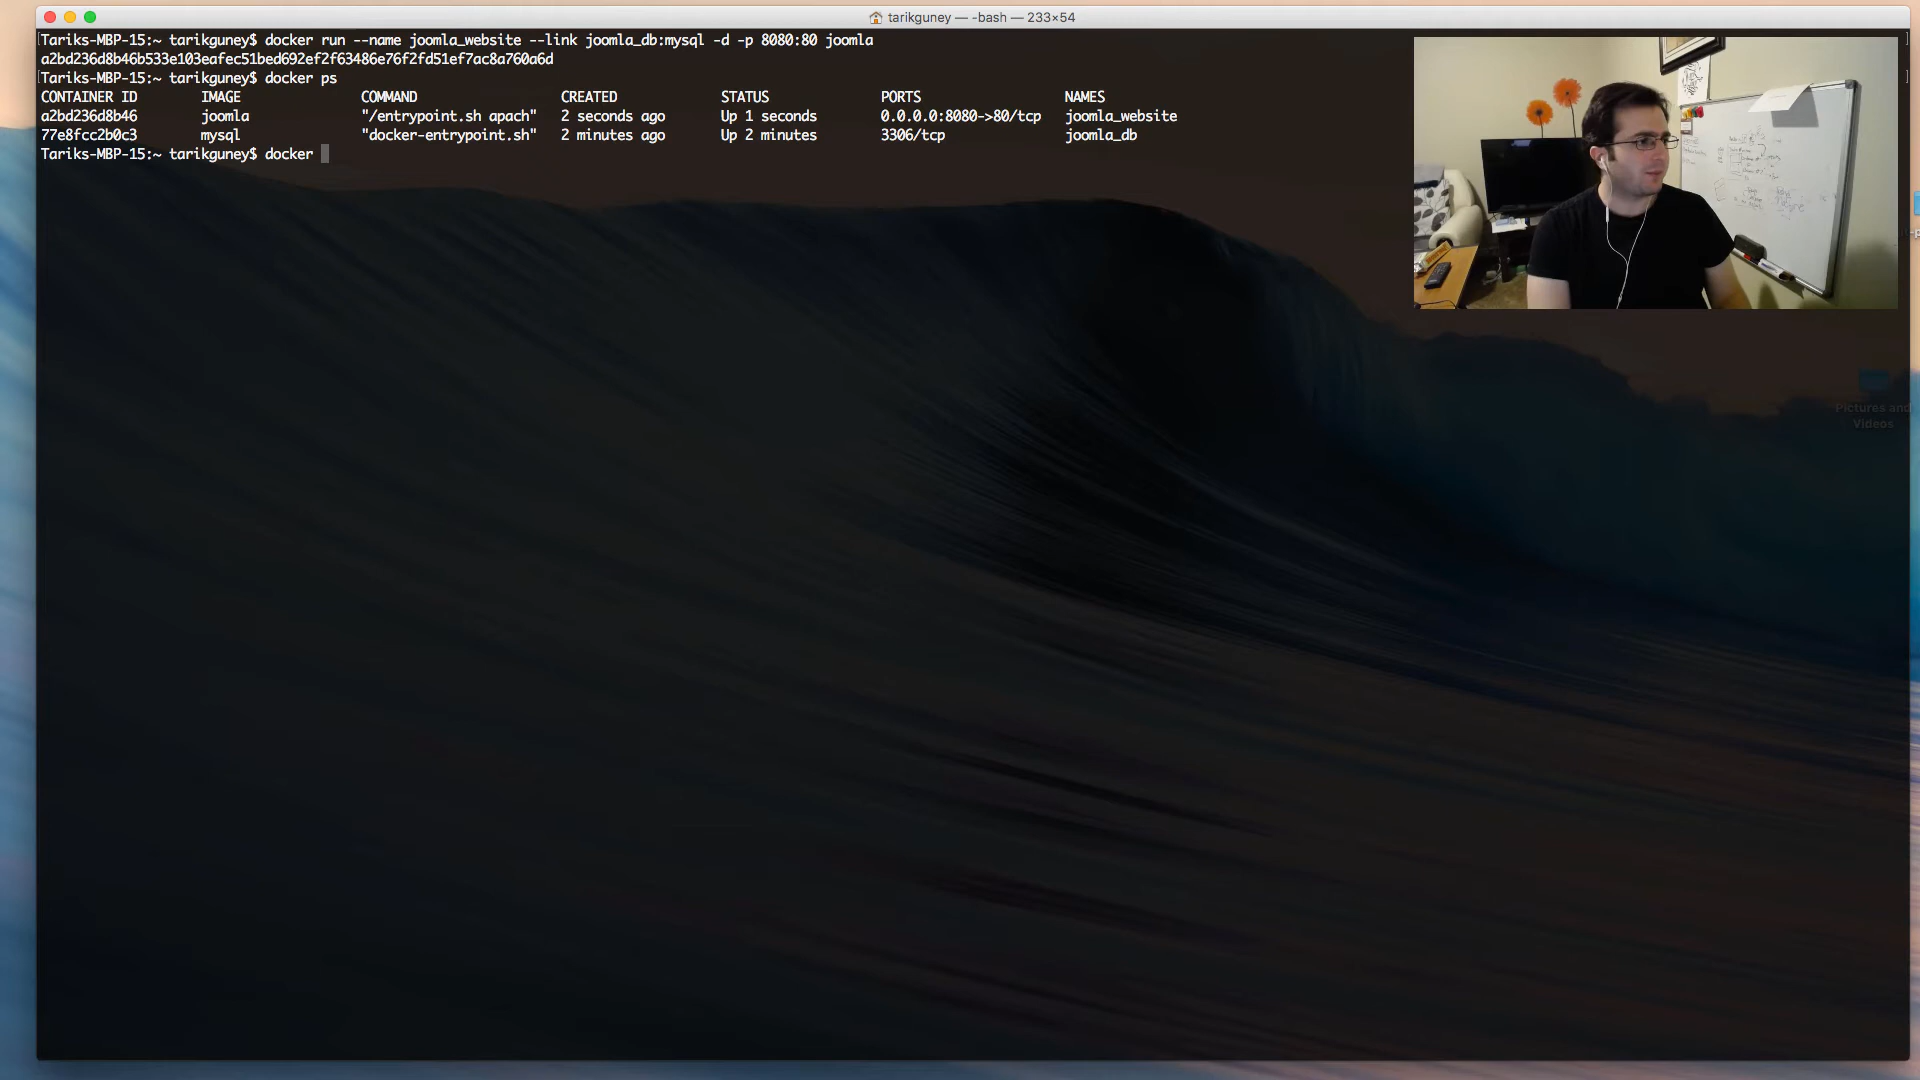 tarikguney — -bash — 233×54
Tariks-MBP-15:~ tarikguney$ docker run --name joomla_website --link joomla_db:mysql -d -p 8080:80 joomla
a2bd236d8b46b533e103eafec51bed692ef2f63486e76f2fd51ef7ac8a760a6d
Tariks-MBP-15:~ tarikguney$ docker ps
CONTAINER ID IMAGE COMMAND CREATED STATUS PORTS NAMES
a2bd236d8b46 joomla "/entrypoint.sh apach" 2 seconds ago Up 1 seconds 0.0.0.0:8080->80/tcp joomla_website
77e8fcc2b0c3 mysql "docker-entrypoint.sh" 2 minutes ago Up 2 minutes 3306/tcp joomla_db
Tariks-MBP-15:~ tarikguney$ docker
Pictures and
Videos